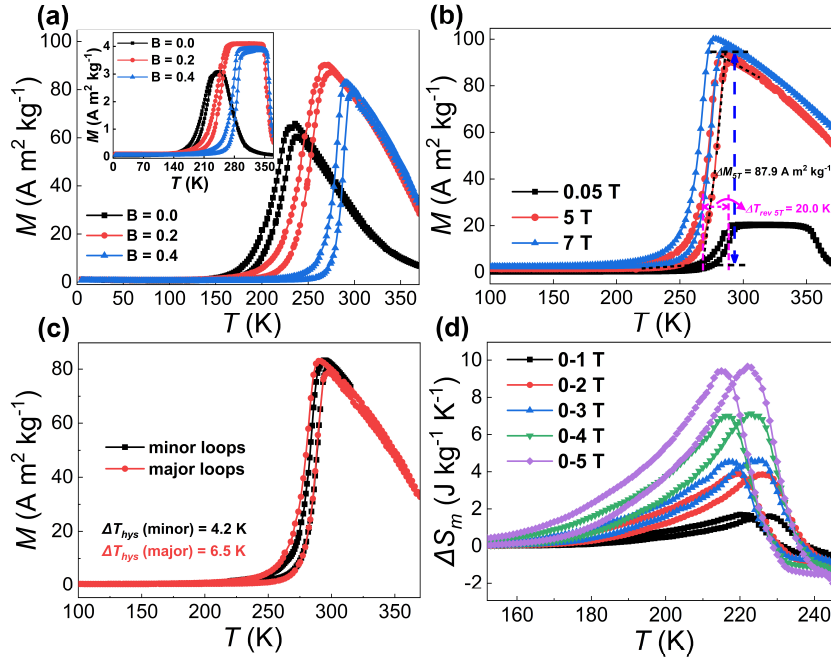 (a)
B = 0.0
B = 0.2
B = 0.4
M (A m² kg⁻¹)
4
3
2
1
0
0 70 140 210 280 350
T (K)
M (A m² kg⁻¹)
100
80
60
40
20
0
B = 0.0
B = 0.2
B = 0.4
0 50 100 150 200 250 300 350
T (K)
(b)
M (A m² kg⁻¹)
100
80
60
40
20
0
ΔM5T = 87.9 A m² kg⁻¹
ΔTrev 5T = 20.0 K
0.05 T
5 T
7 T
100 150 200 250 300 350
T (K)
(c)
M (A m² kg⁻¹)
80
60
40
20
0
minor loops
major loops
ΔThys (minor) = 4.2 K
ΔThys (major) = 6.5 K
100 150 200 250 300 350
T (K)
(d)
ΔSm (J kg⁻¹ K⁻¹)
10
8
6
4
2
0
-2
0-1 T
0-2 T
0-3 T
0-4 T
0-5 T
160 180 200 220 240
T (K)